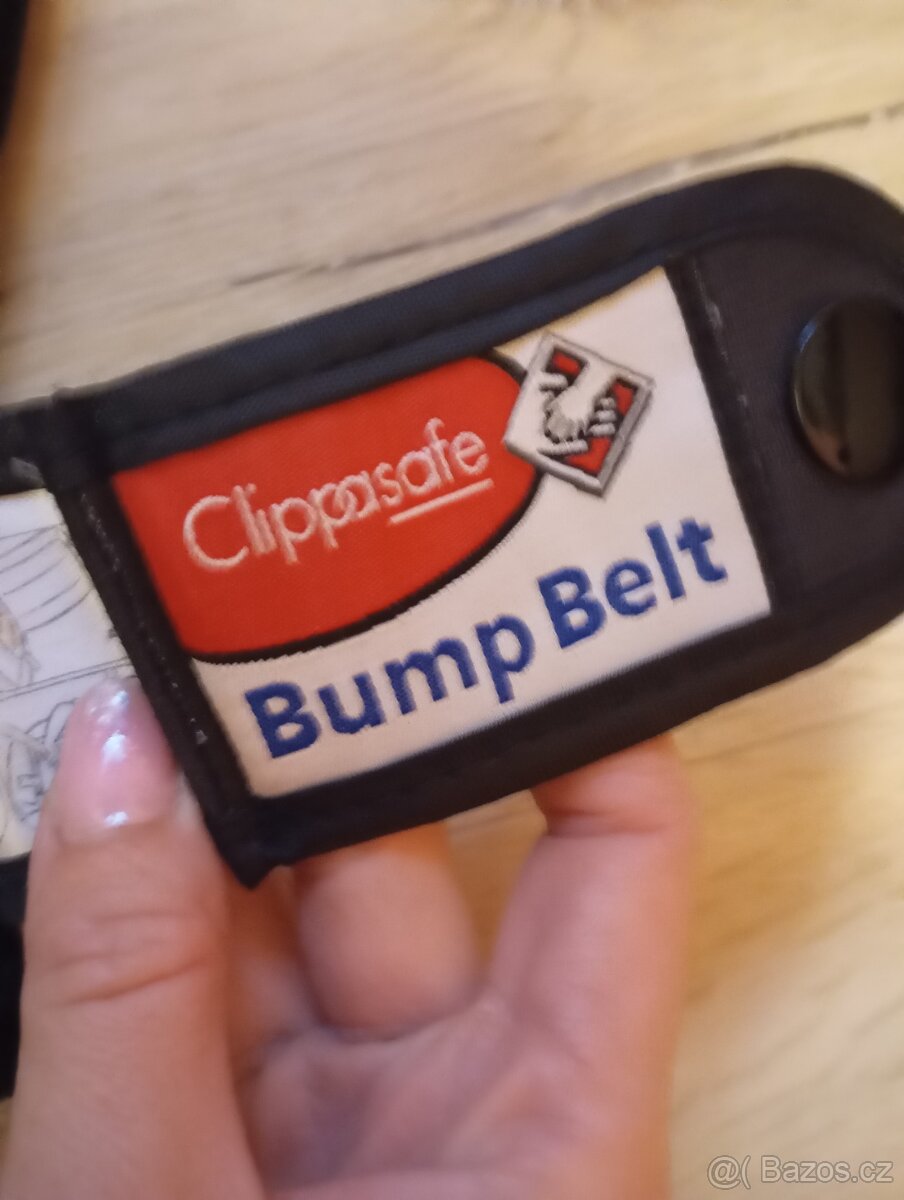 Clippasafe
Bump Belt
@( Bazos.cz